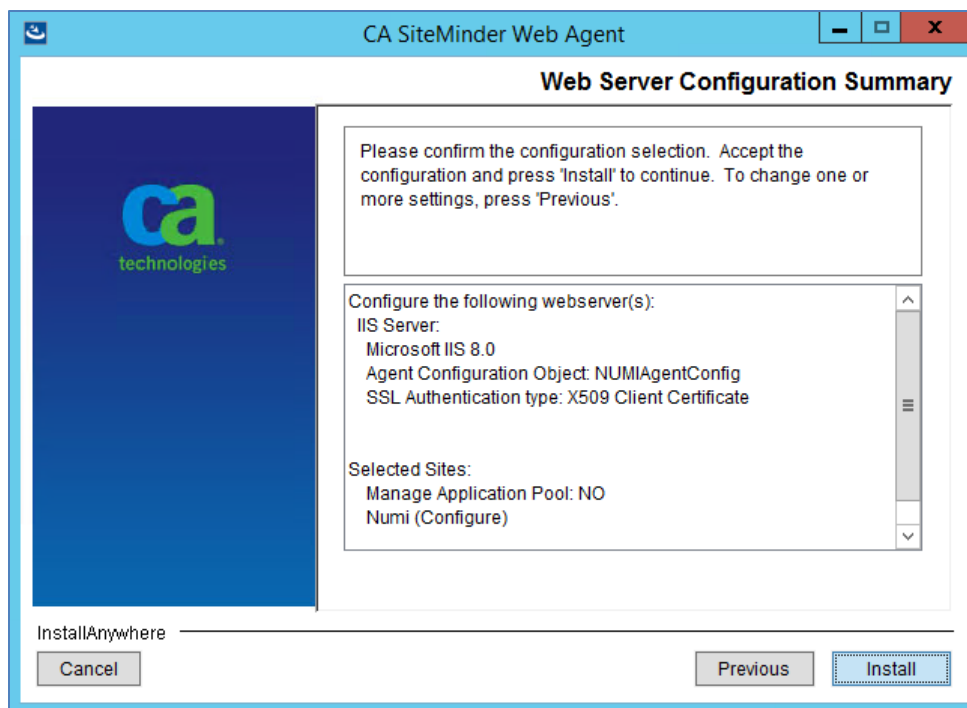 CA SiteMinder Web Agent
Web Server Configuration Summary
ca
technologies
Please confirm the configuration selection. Accept the
configuration and press 'Install' to continue. To change one or
more settings, press 'Previous'.
Configure the following webserver(s):
IIS Server:
Microsoft IIS 8.0
Agent Configuration Object: NUMIAgentConfig
SSL Authentication type: X509 Client Certificate
Selected Sites:
Manage Application Pool: NO
Numi (Configure)
InstallAnywhere
Cancel
Previous
Install